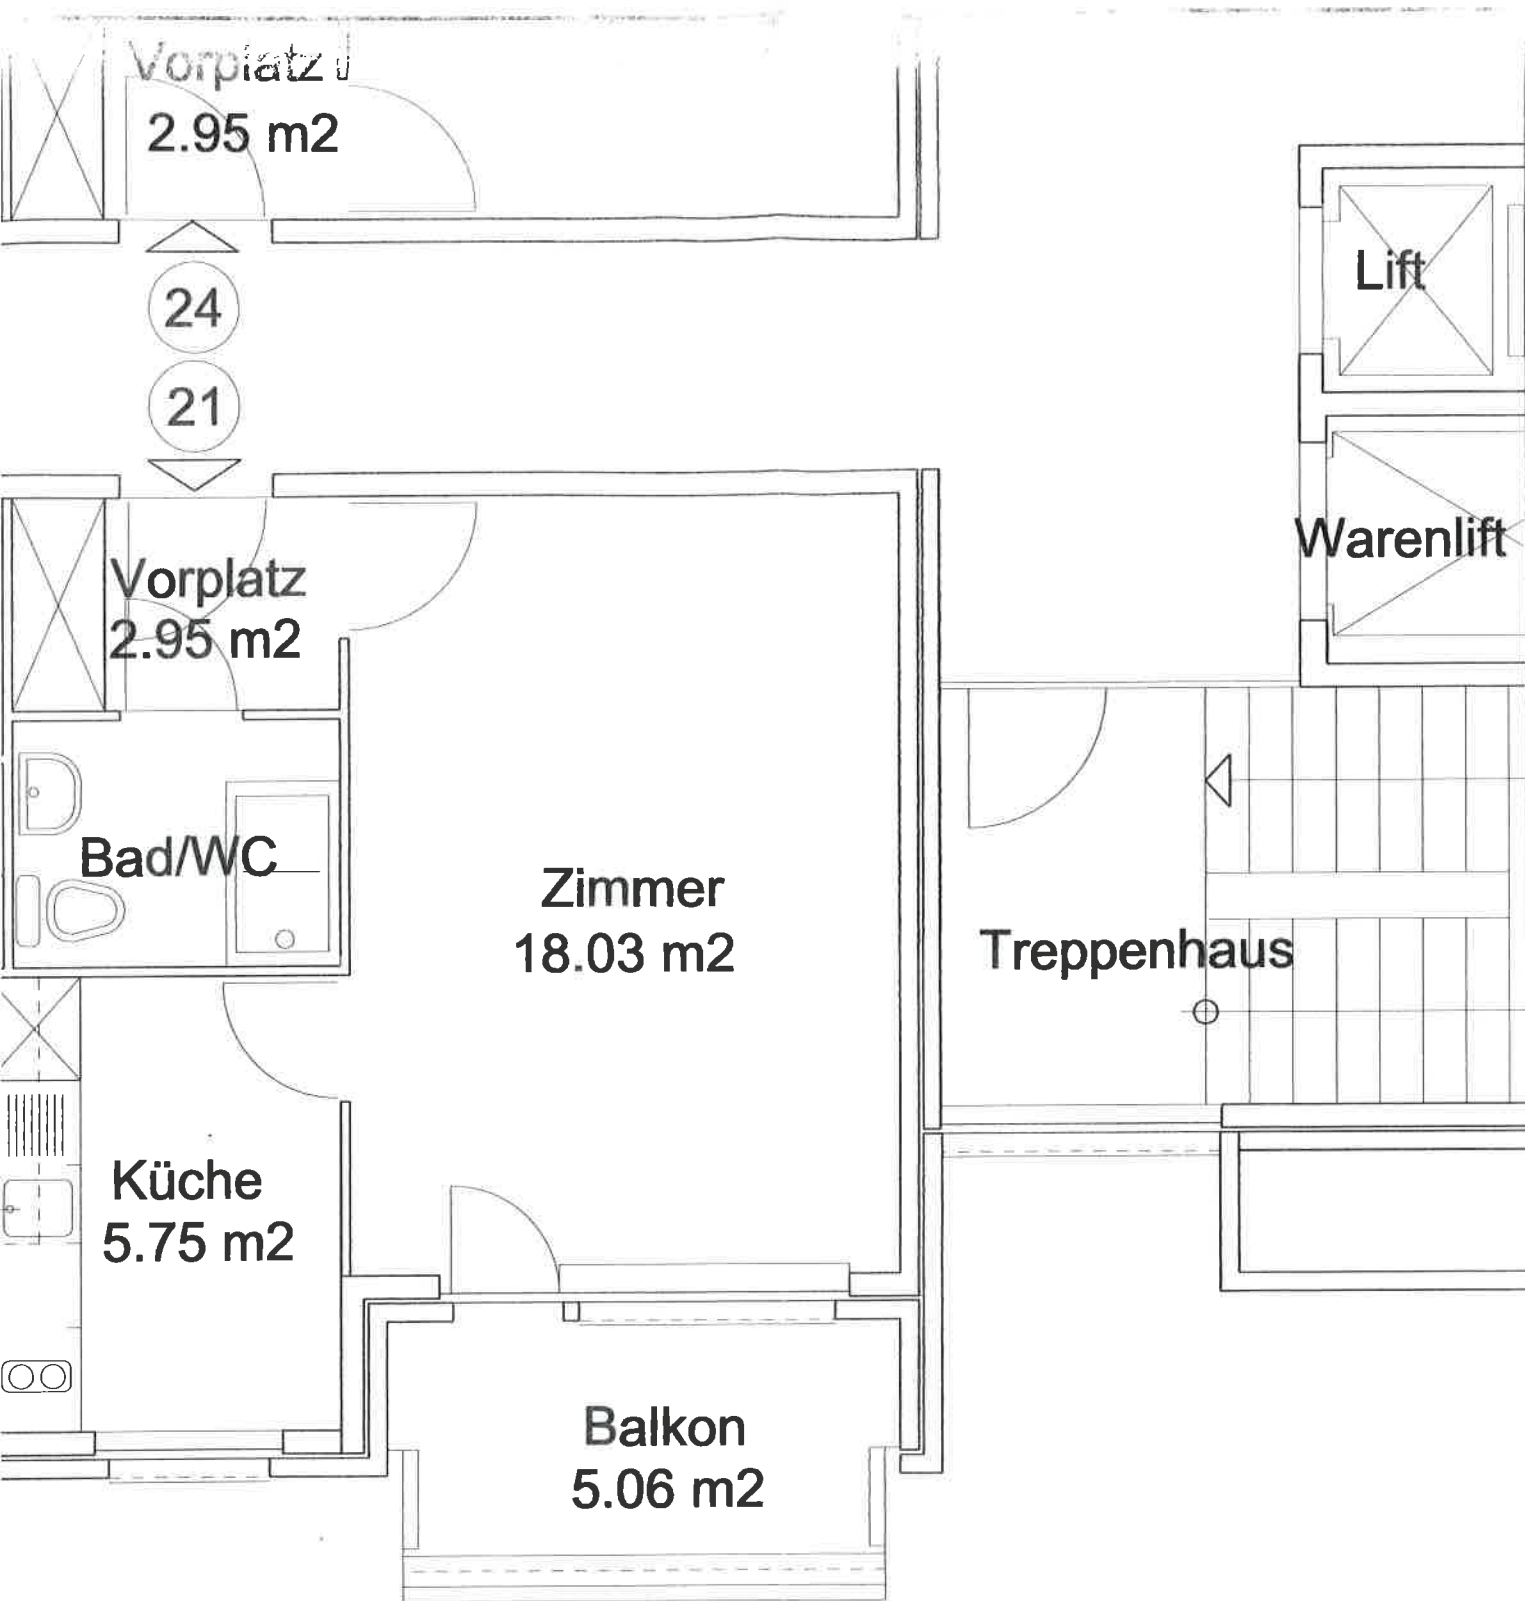 Vorplatz
2.95 m2
24
21
Lift
Warenlift
Vorplatz
2.95 m2
Bad/WC
Zimmer
18.03 m2
Treppenhaus
Küche
5.75 m2
Balkon
5.06 m2